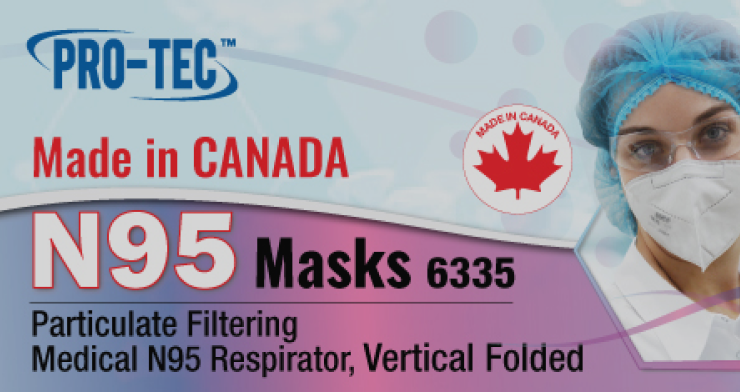 PRO-TEC™
Made in CANADA
MADE IN CANADA
N95 Masks 6335
Particulate Filtering
Medical N95 Respirator, Vertical Folded